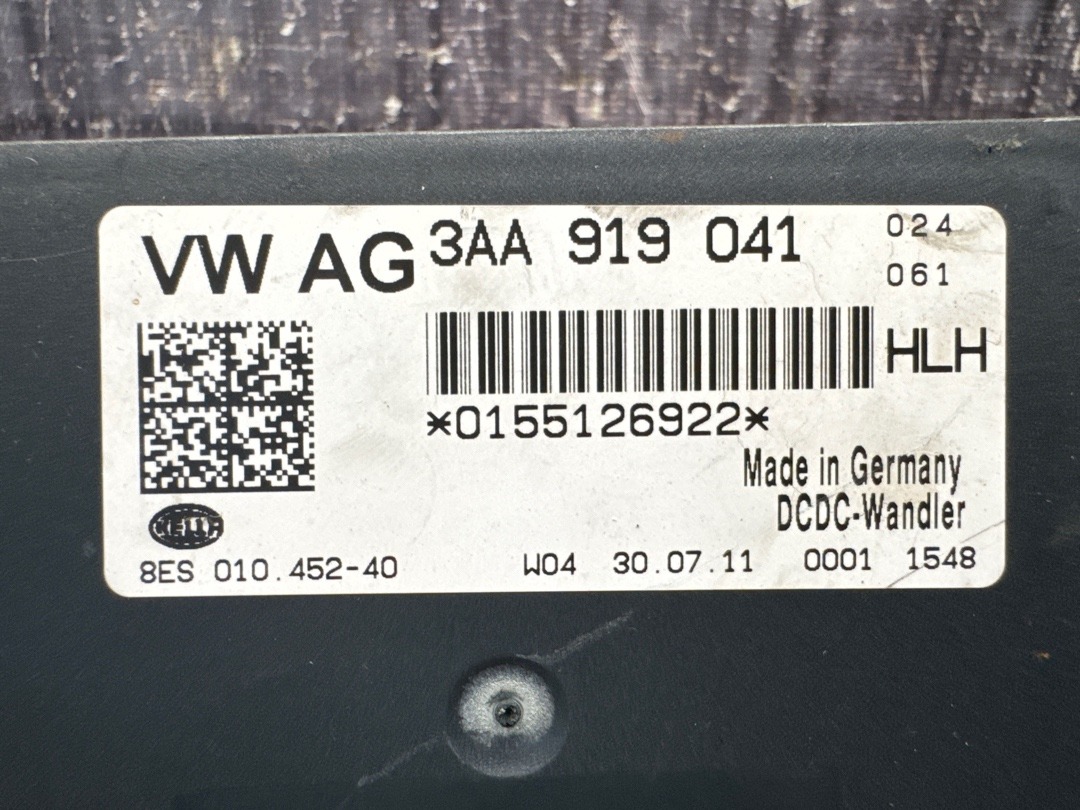 VW AG 3AA 919 041 024
061
HLH
*0155126922*
Made in Germany
DCDC-Wandler
HELLA
8ES 010.452-40 W04 30.07.11 0001 1548